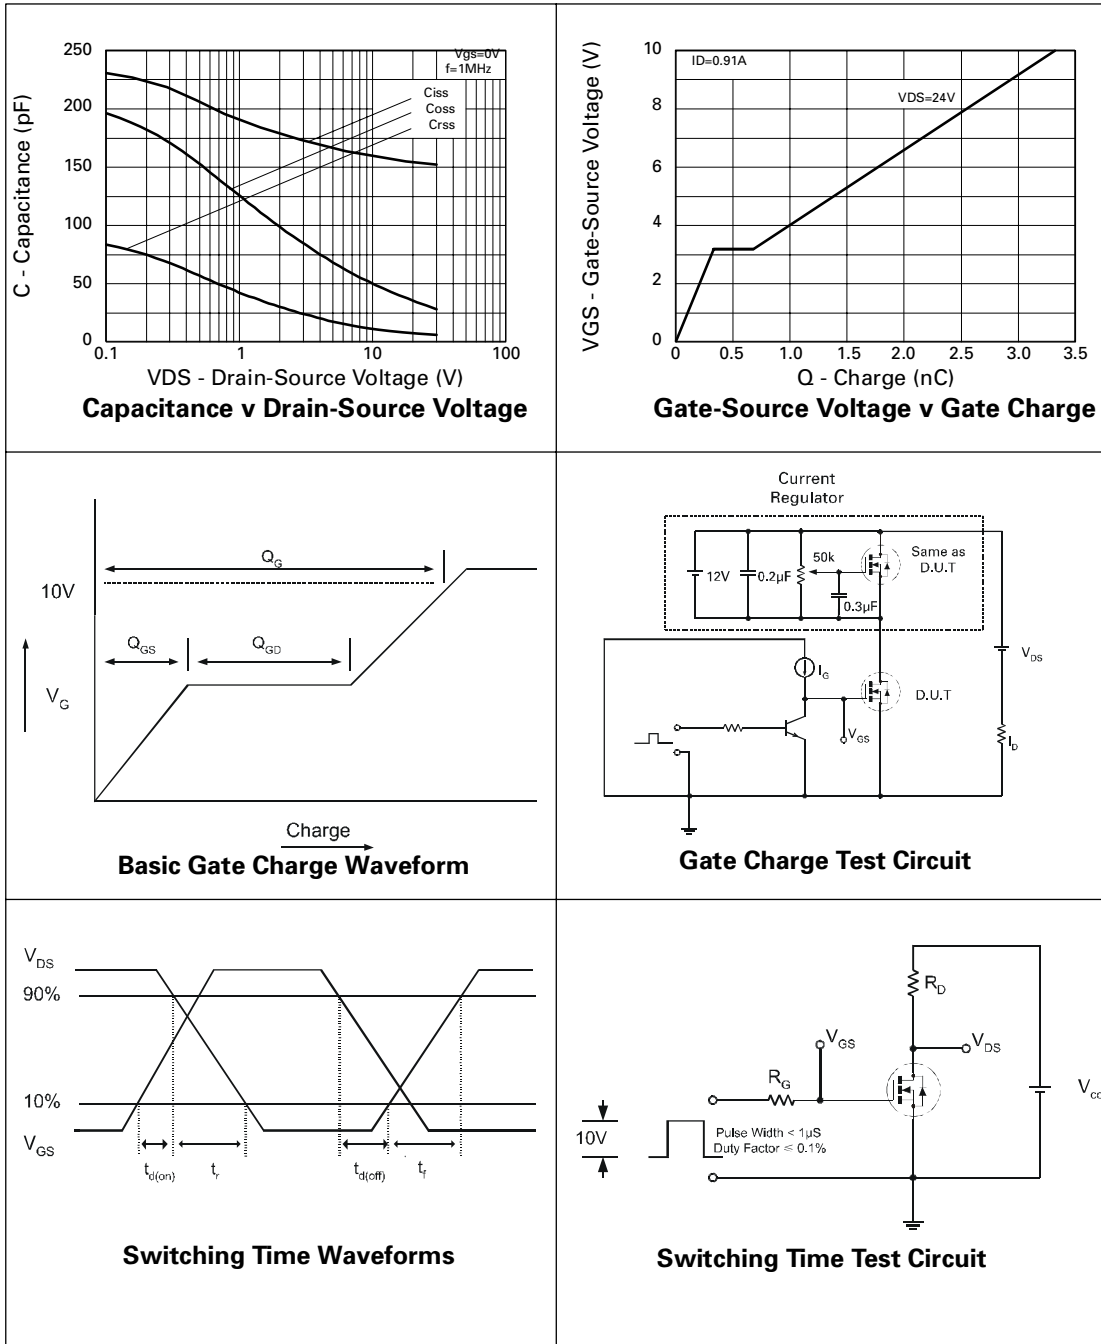 250
200
150
100
50
0
C - Capacitance (pF)
Vgs=0V
f=1MHz
Ciss
Coss
Crss
0.1 1 10 100
VDS - Drain-Source Voltage (V)
Capacitance v Drain-Source Voltage
10
8
6
4
2
0
VGS - Gate-Source Voltage (V)
ID=0.91A
VDS=24V
0 0.5 1.0 1.5 2.0 2.5 3.0 3.5
Q - Charge (nC)
Gate-Source Voltage v Gate Charge
QG
10V
QGS
QGD
VG
Charge
Basic Gate Charge Waveform
Current
Regulator
12V
0.2µF
50k
0.3µF
Same as
D.U.T
IG
VGS
D.U.T
VDS
ID
Gate Charge Test Circuit
VDS
90%
10%
VGS
td(on) tr td(off) tf
Switching Time Waveforms
RD
VGS
VDS
RG
10V
Pulse Width < 1µS
Duty Factor ≤ 0.1%
Switching Time Test Circuit